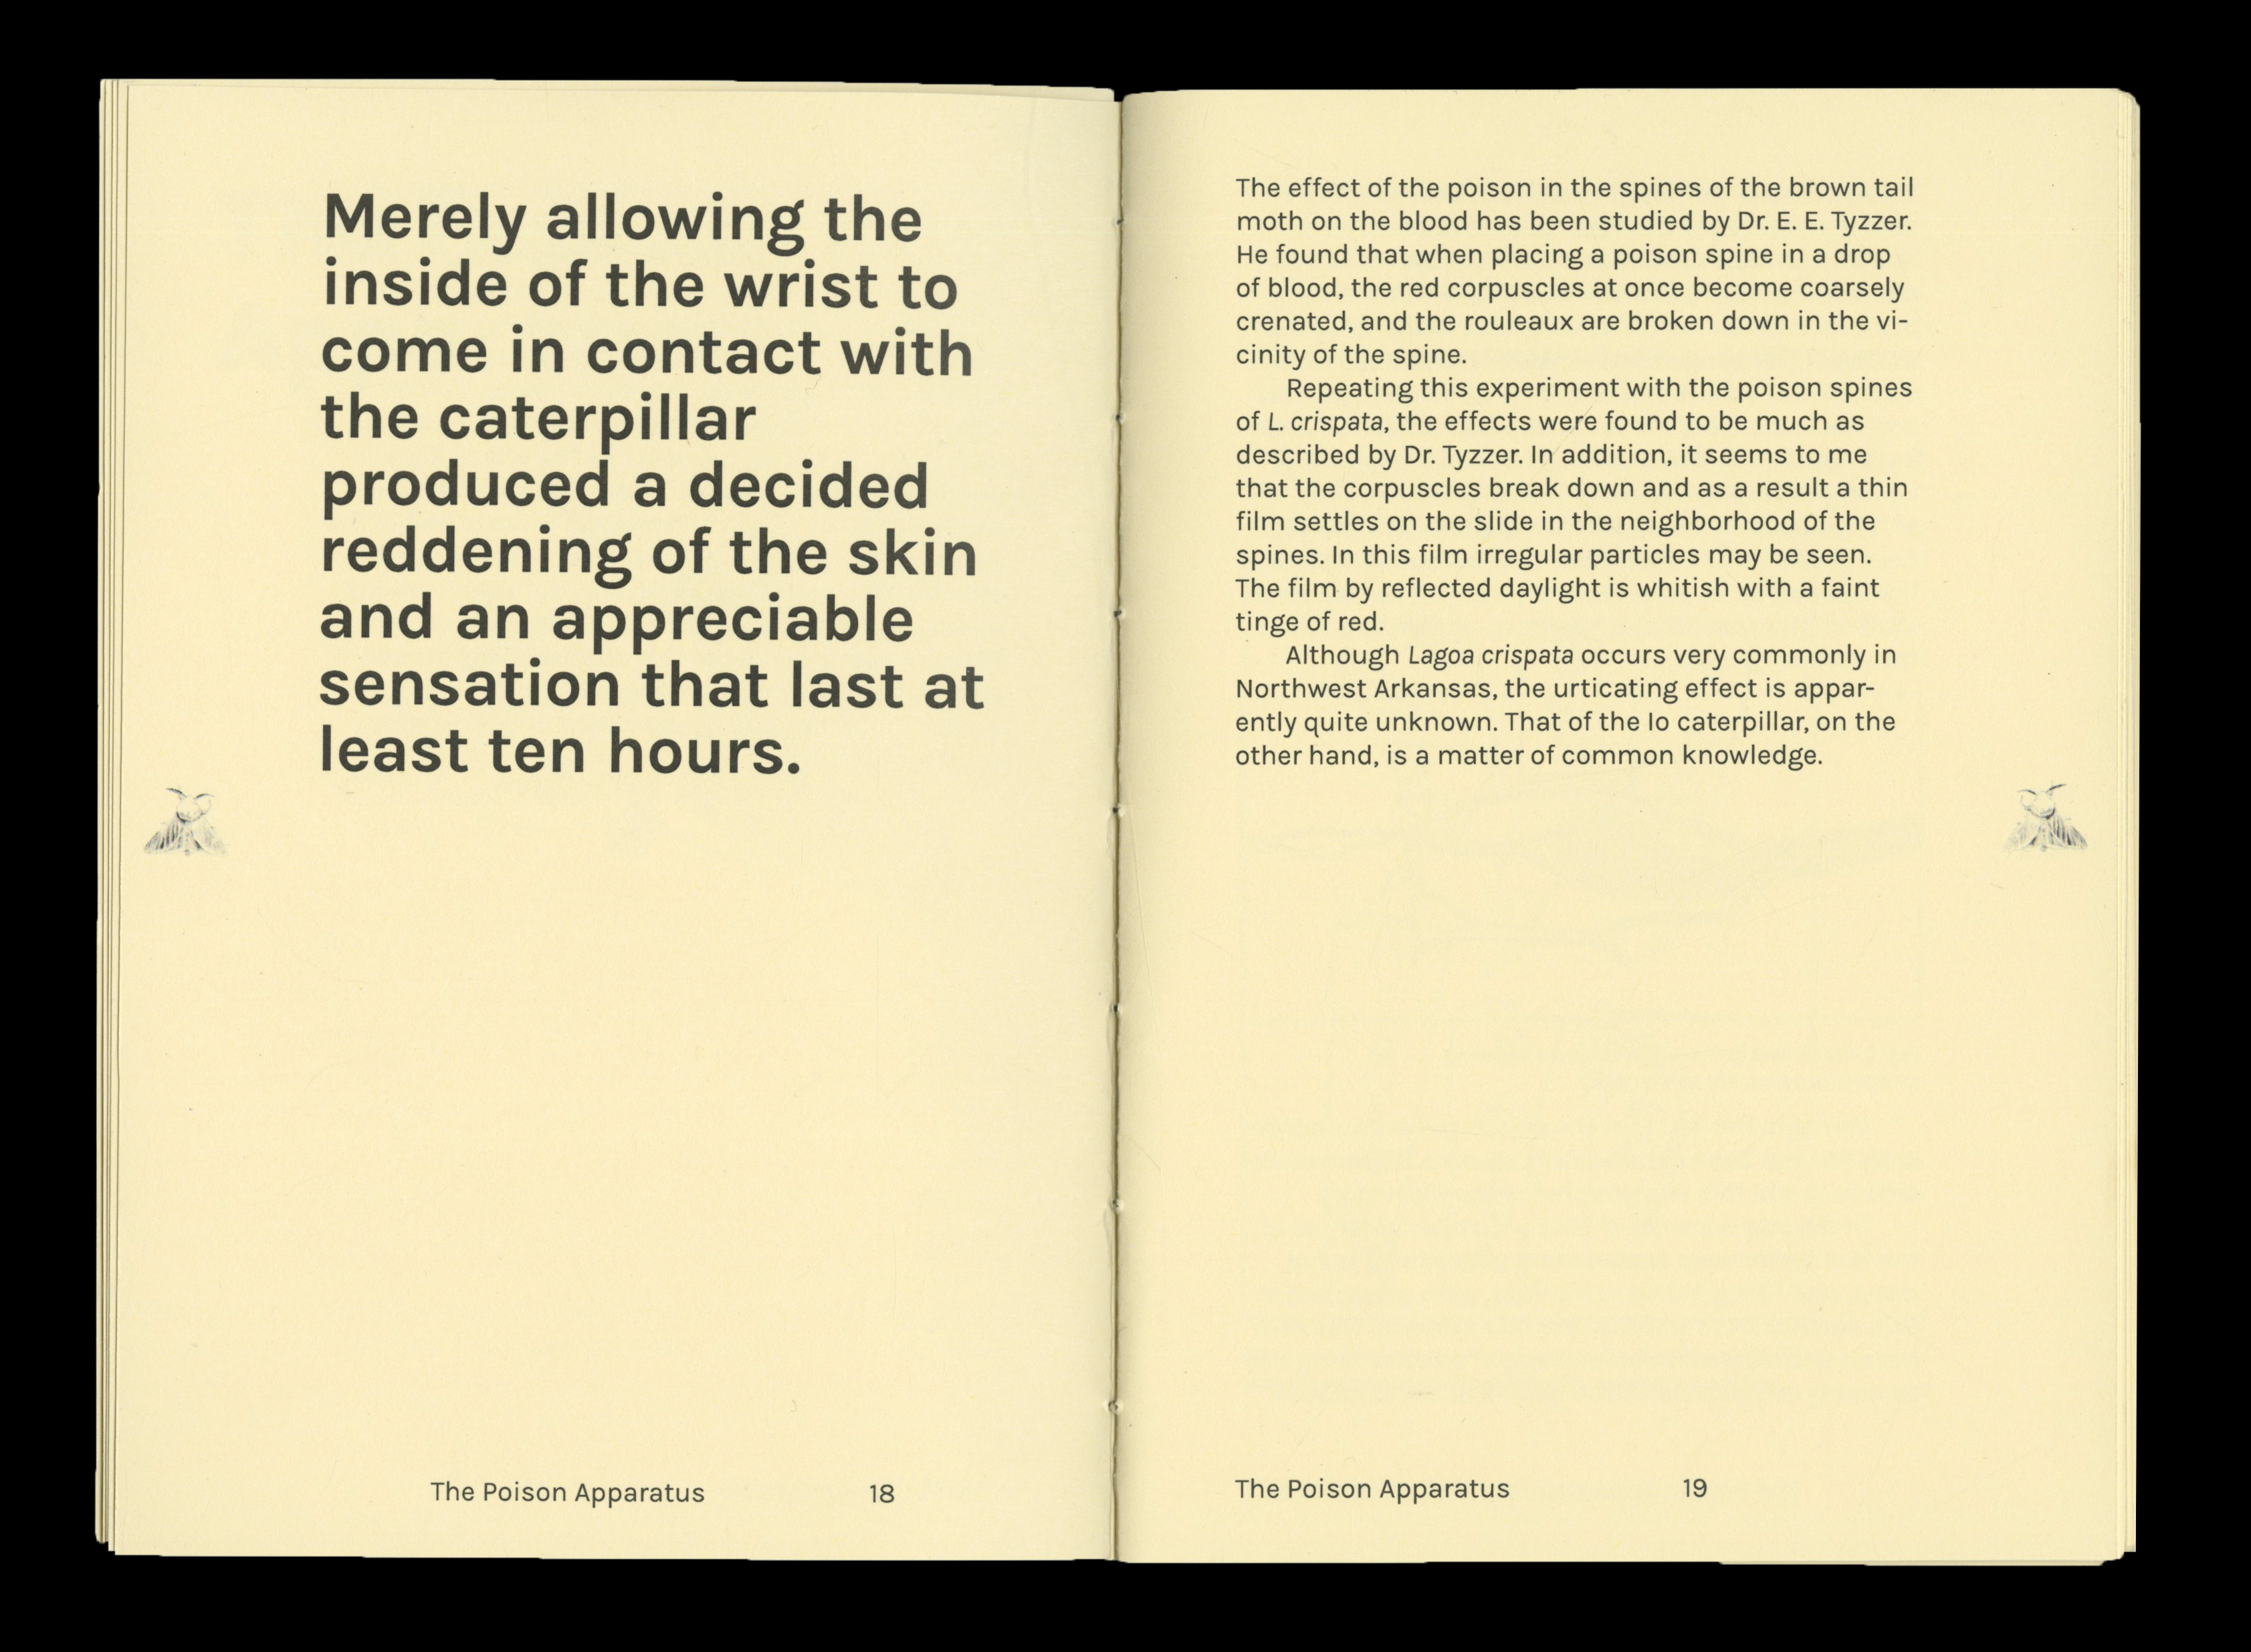 Merely allowing the
inside of the wrist to
come in contact with
the caterpillar
produced a decided
reddening of the skin
and an appreciable
sensation that last at
least ten hours.
The Poison Apparatus 18
The effect of the poison in the spines of the brown tail
moth on the blood has been studied by Dr. E. E. Tyzzer.
He found that when placing a poison spine in a drop
of blood, the red corpuscles at once become coarsely
crenated, and the rouleaux are broken down in the vi-
cinity of the spine.
Repeating this experiment with the poison spines
of L. crispata, the effects were found to be much as
described by Dr. Tyzzer. In addition, it seems to me
that the corpuscles break down and as a result a thin
film settles on the slide in the neighborhood of the
spines. In this film irregular particles may be seen.
The film by reflected daylight is whitish with a faint
tinge of red.
Although Lagoa crispata occurs very commonly in
Northwest Arkansas, the urticating effect is appar-
ently quite unknown. That of the Io caterpillar, on the
other hand, is a matter of common knowledge.
The Poison Apparatus 19